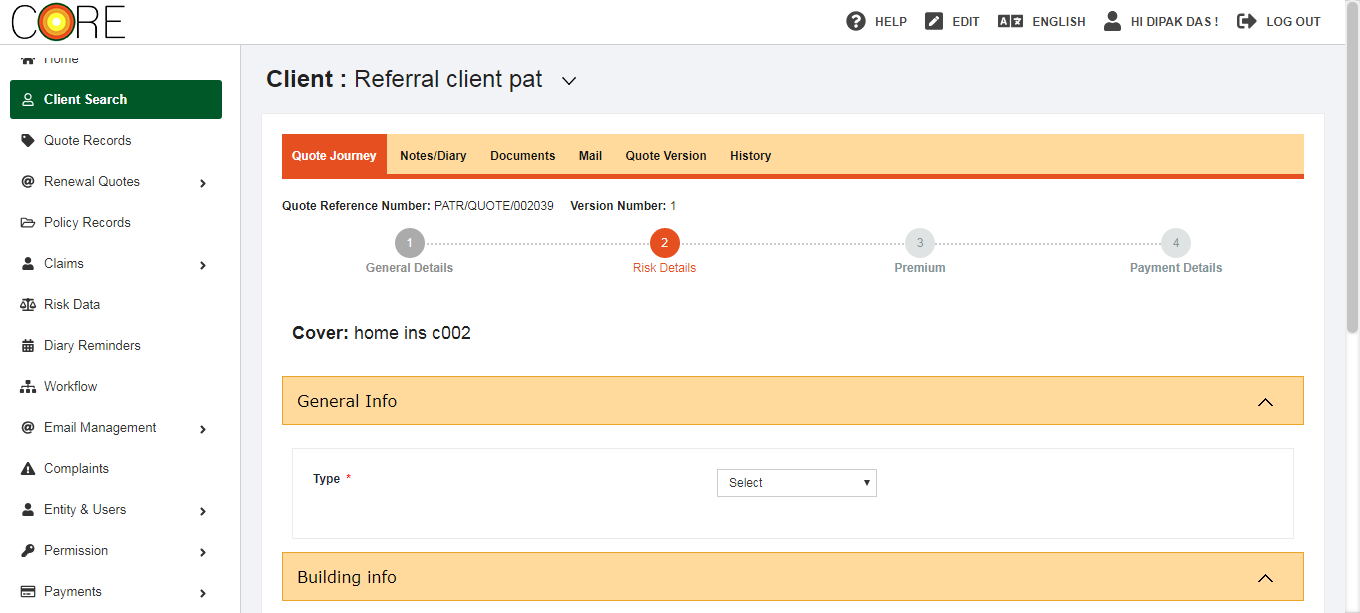 CORE
HELP EDIT ENGLISH HI DIPAK DAS ! LOG OUT
Home
Client Search
Quote Records
Renewal Quotes
Policy Records
Claims
Risk Data
Diary Reminders
Workflow
Email Management
Complaints
Entity & Users
Permission
Payments
Client : Referral client pat
Quote Journey Notes/Diary Documents Mail Quote Version History
Quote Reference Number: PATR/QUOTE/002039 Version Number: 1
1 2 3 4
General Details Risk Details Premium Payment Details
Cover: home ins c002
General Info
Type * Select
Building info